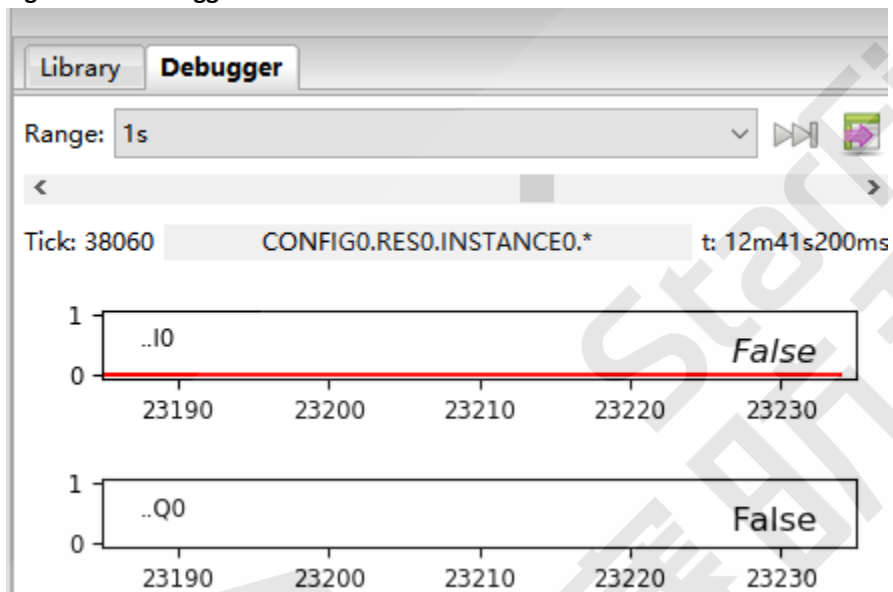 Library Debugger
Range: 1s
Tick: 38060 CONFIG0.RES0.INSTANCE0.* t: 12m41s200ms
1
..I0
False
0
23190 23200 23210 23220 23230
1
..Q0
False
0
23190 23200 23210 23220 23230